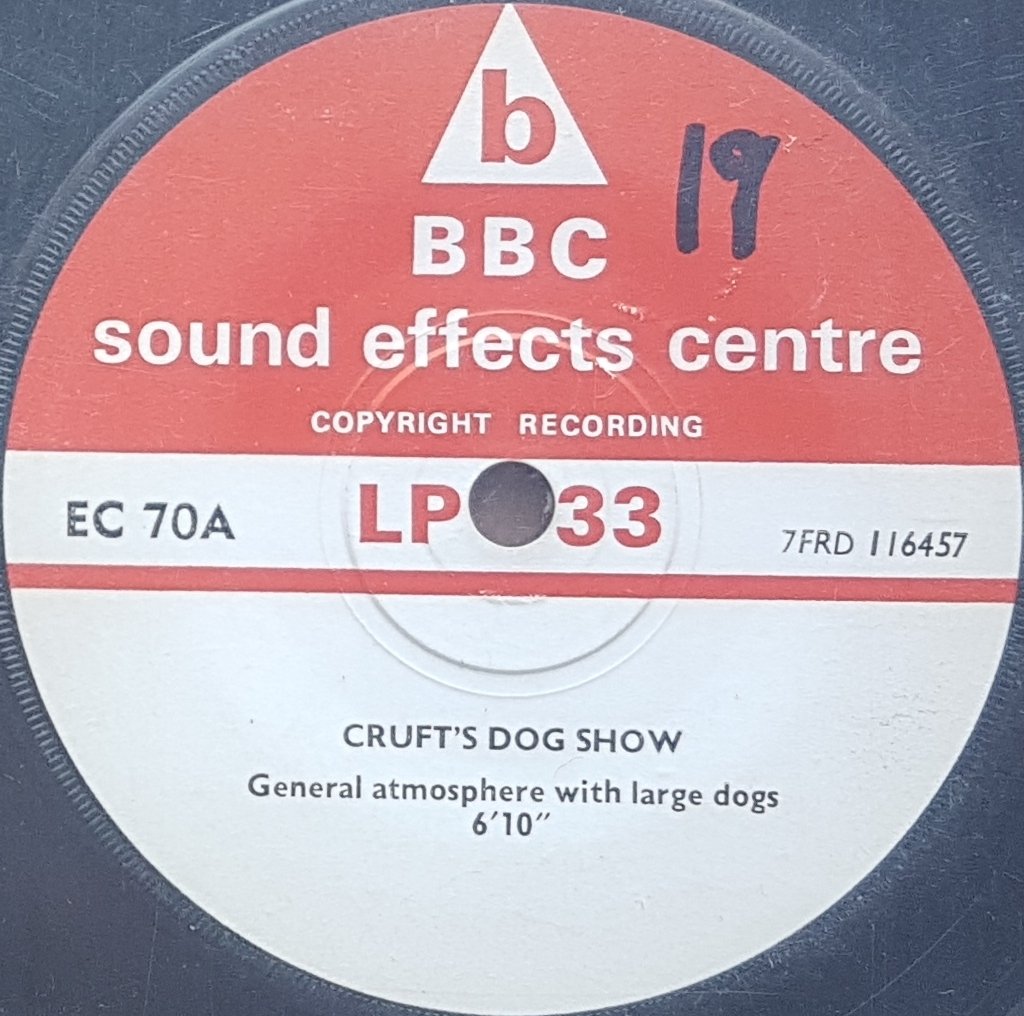 b
19
BBC
sound effects centre
COPYRIGHT RECORDING
EC 70A LP 33 7FRD 116457
CRUFT'S DOG SHOW
General atmosphere with large dogs
6'10"